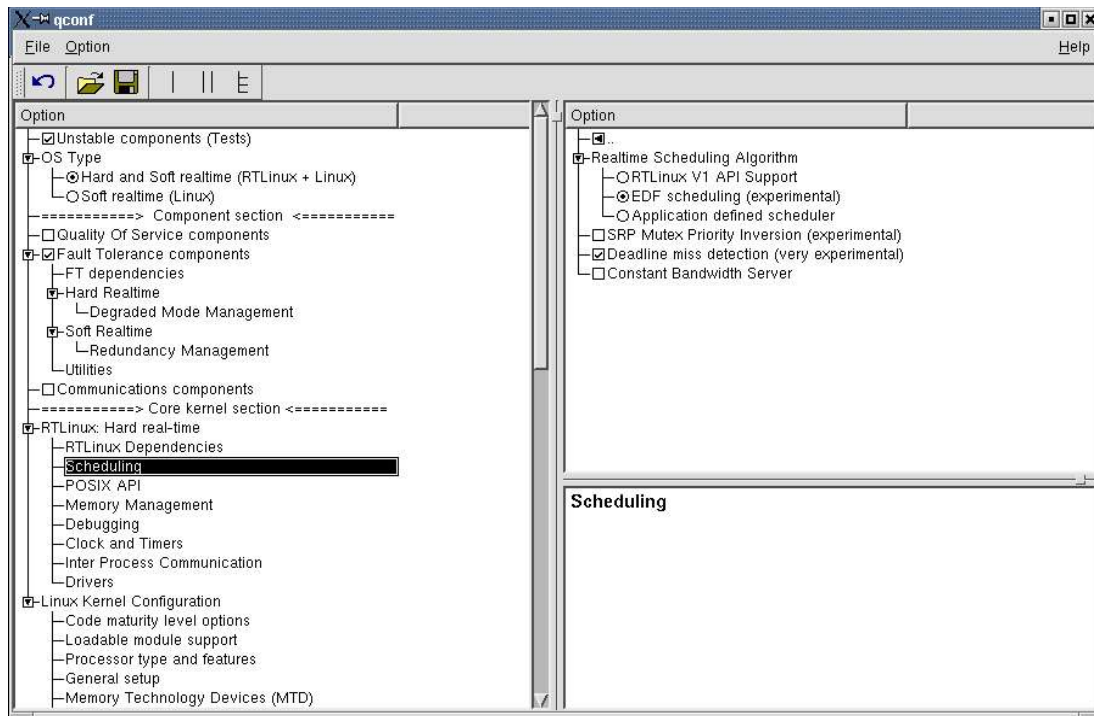 qconf
File Option Help
Option
Unstable components (Tests)
OS Type
Hard and Soft realtime (RTLinux + Linux)
Soft realtime (Linux)
===========> Component section <===========
Quality Of Service components
Fault Tolerance components
FT dependencies
Hard Realtime
Degraded Mode Management
Soft Realtime
Redundancy Management
Utilities
Communications components
===========> Core kernel section <===========
RTLinux: Hard real-time
RTLinux Dependencies
Scheduling
POSIX API
Memory Management
Debugging
Clock and Timers
Inter Process Communication
Drivers
Linux Kernel Configuration
Code maturity level options
Loadable module support
Processor type and features
General setup
Memory Technology Devices (MTD)
Option
..
Realtime Scheduling Algorithm
RTLinux V1 API Support
EDF scheduling (experimental)
Application defined scheduler
SRP Mutex Priority Inversion (experimental)
Deadline miss detection (very experimental)
Constant Bandwidth Server
Scheduling